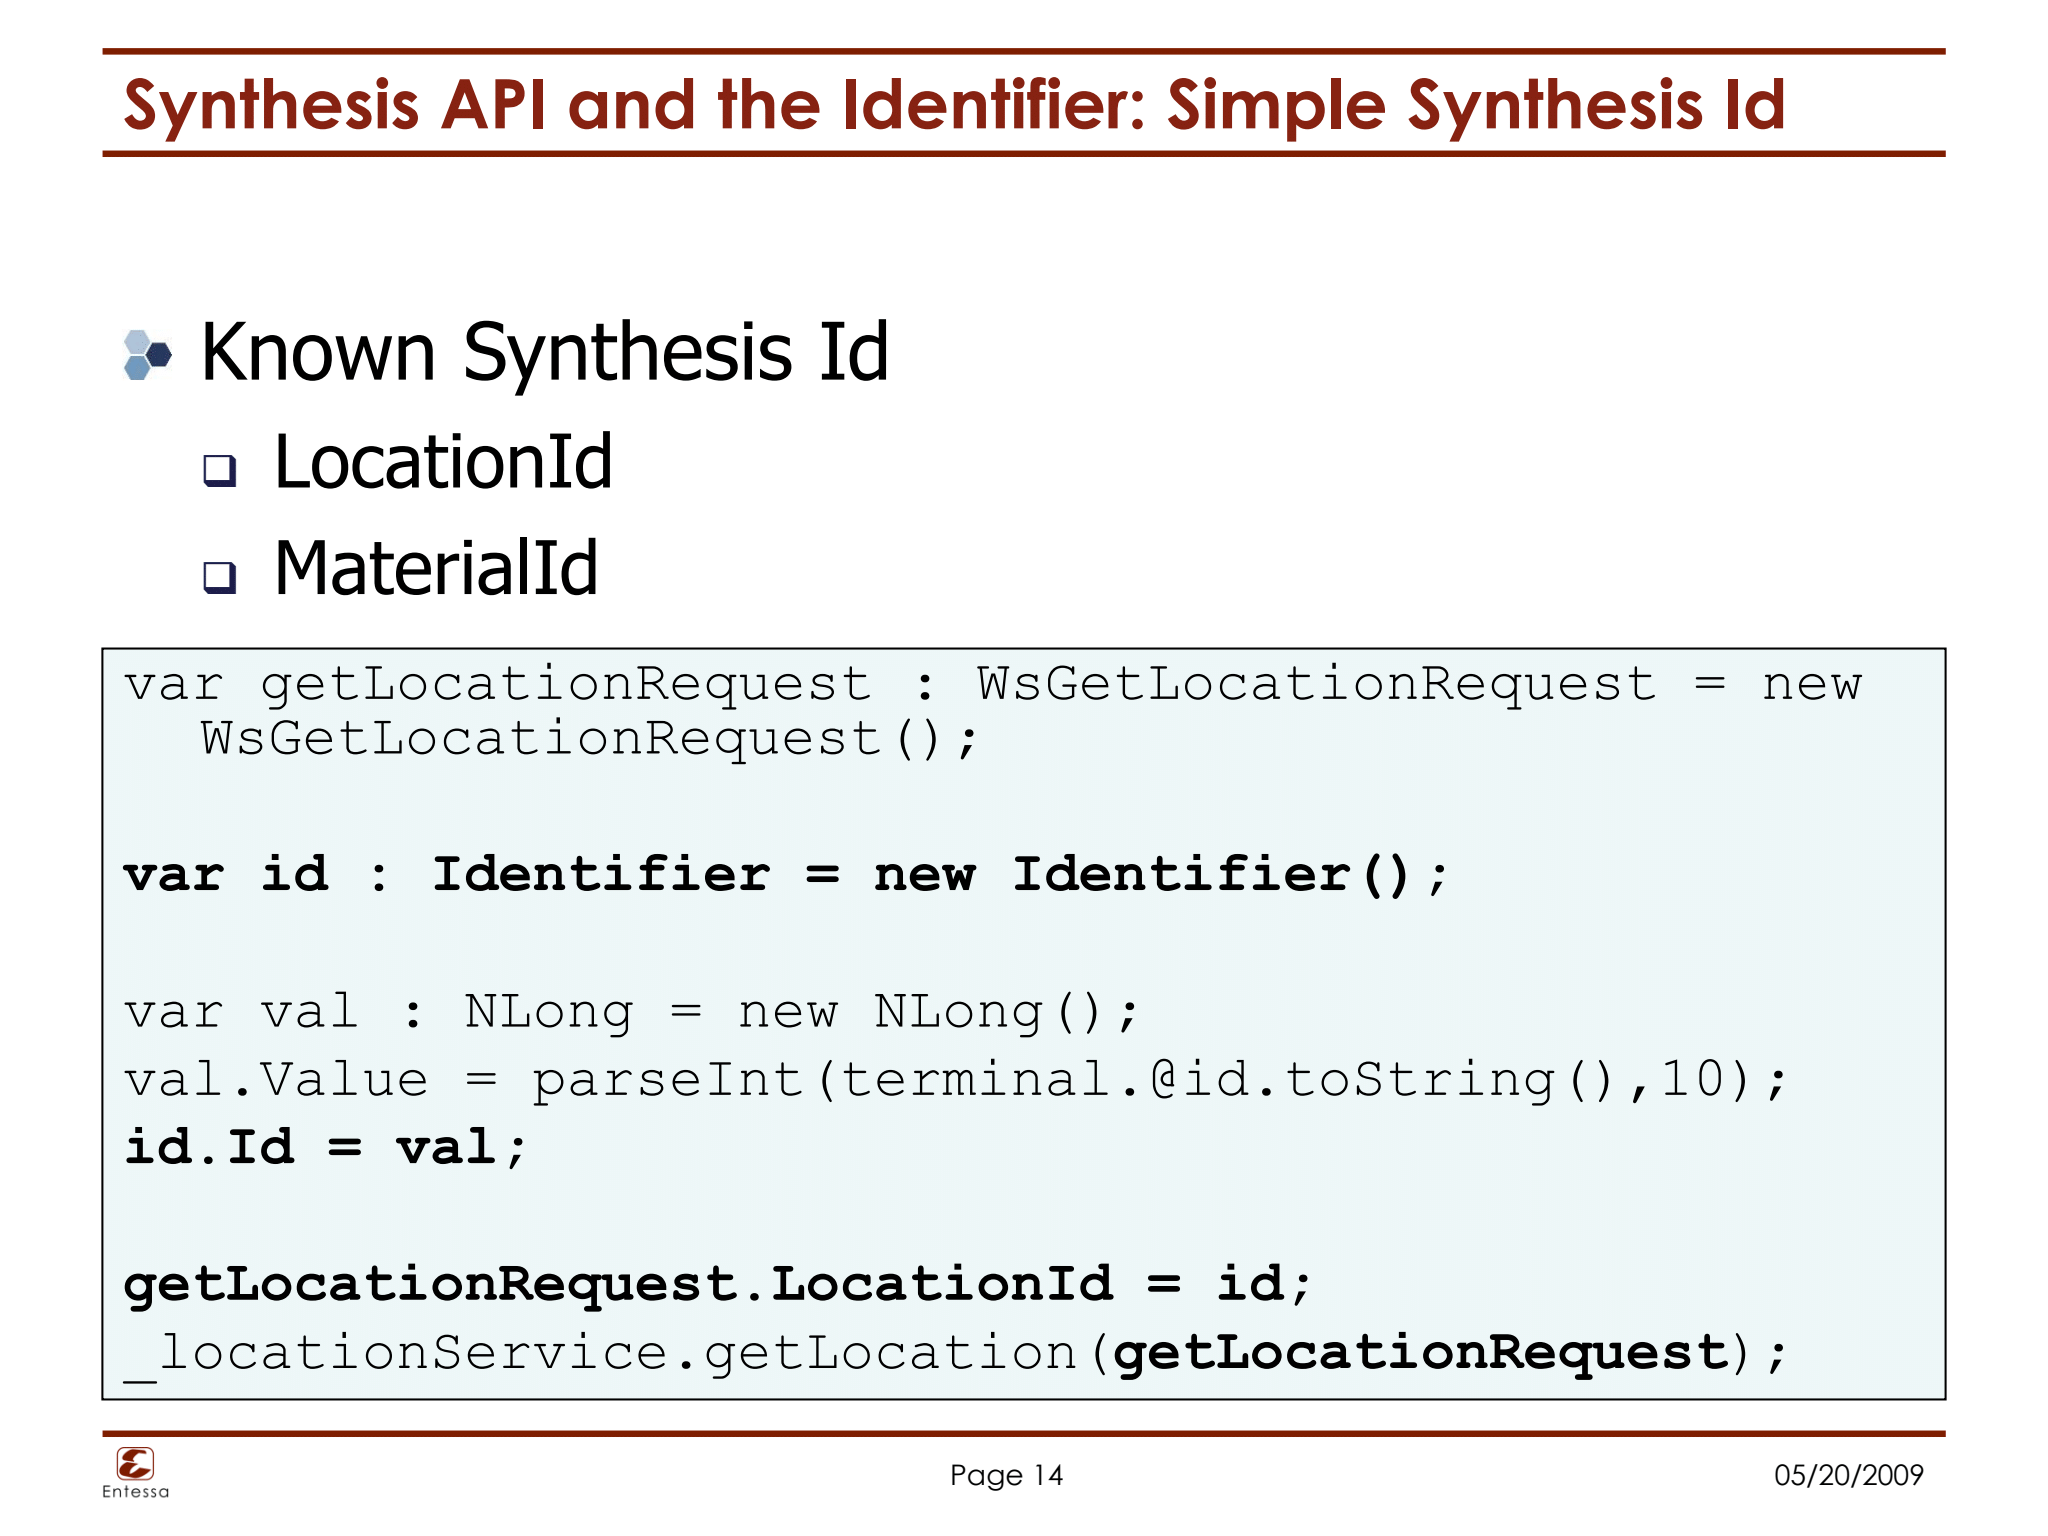 Synthesis API and the Identifier: Simple Synthesis Id
Known Synthesis Id
LocationId
MaterialId
var getLocationRequest : WsGetLocationRequest = new
WsGetLocationRequest();
var id : Identifier = new Identifier();
var val : NLong = new NLong();
val.Value = parseInt(terminal.@id.toString(),10);
id.Id = val;
getLocationRequest.LocationId = id;
_locationService.getLocation(getLocationRequest);
Entessa
Page 14
05/20/2009